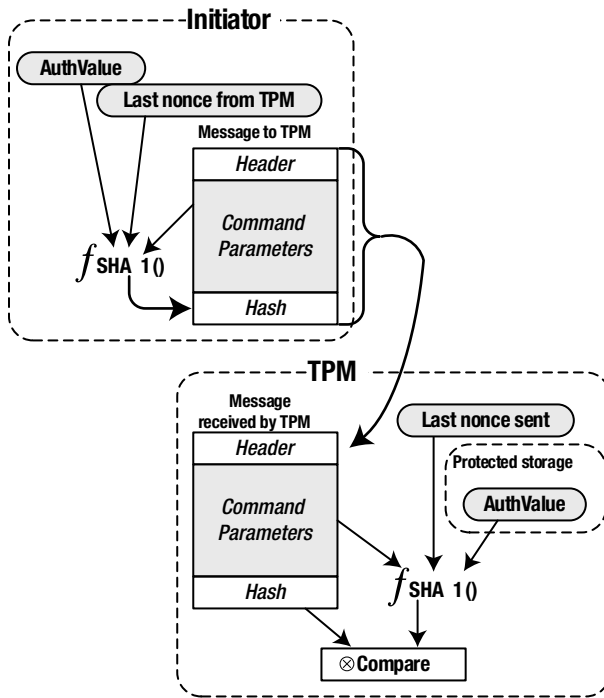 Initiator
AuthValue
Last nonce from TPM
Message to TPM
Header
Command
Parameters
f SHA 1()
Hash
TPM
Message
received by TPM
Last nonce sent
Header
Protected storage
Command
Parameters
AuthValue
f SHA 1()
Hash
⊗Compare